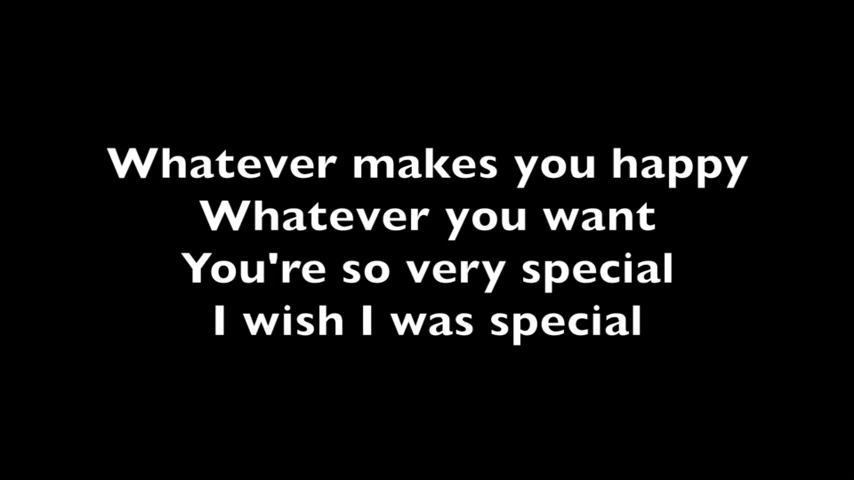 Whatever makes you happy
Whatever you want
You're so very special
I wish I was special